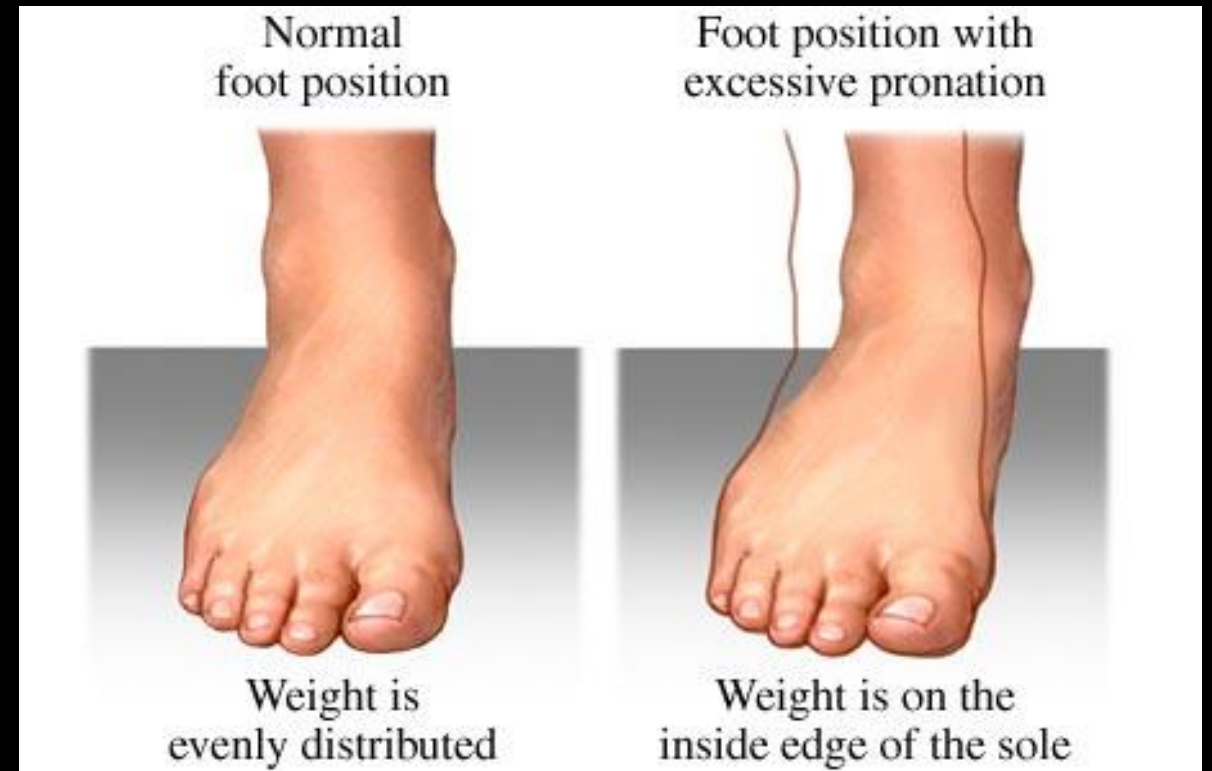 Normal
foot position
Foot position with
excessive pronation
Weight is
evenly distributed
Weight is on the
inside edge of the sole